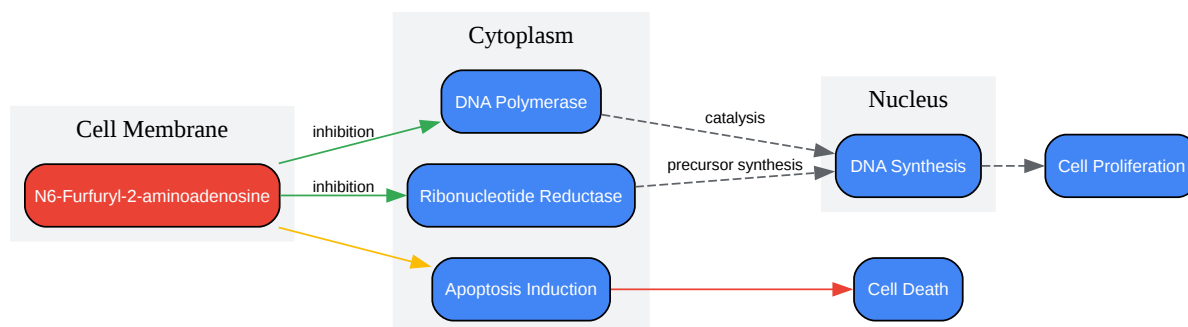 Cytoplasm
Cell Membrane
Nucleus
N6-Furfuryl-2-aminoadenosine
inhibition
inhibition
DNA Polymerase
Ribonucleotide Reductase
Apoptosis Induction
catalysis
precursor synthesis
DNA Synthesis
Cell Proliferation
Cell Death